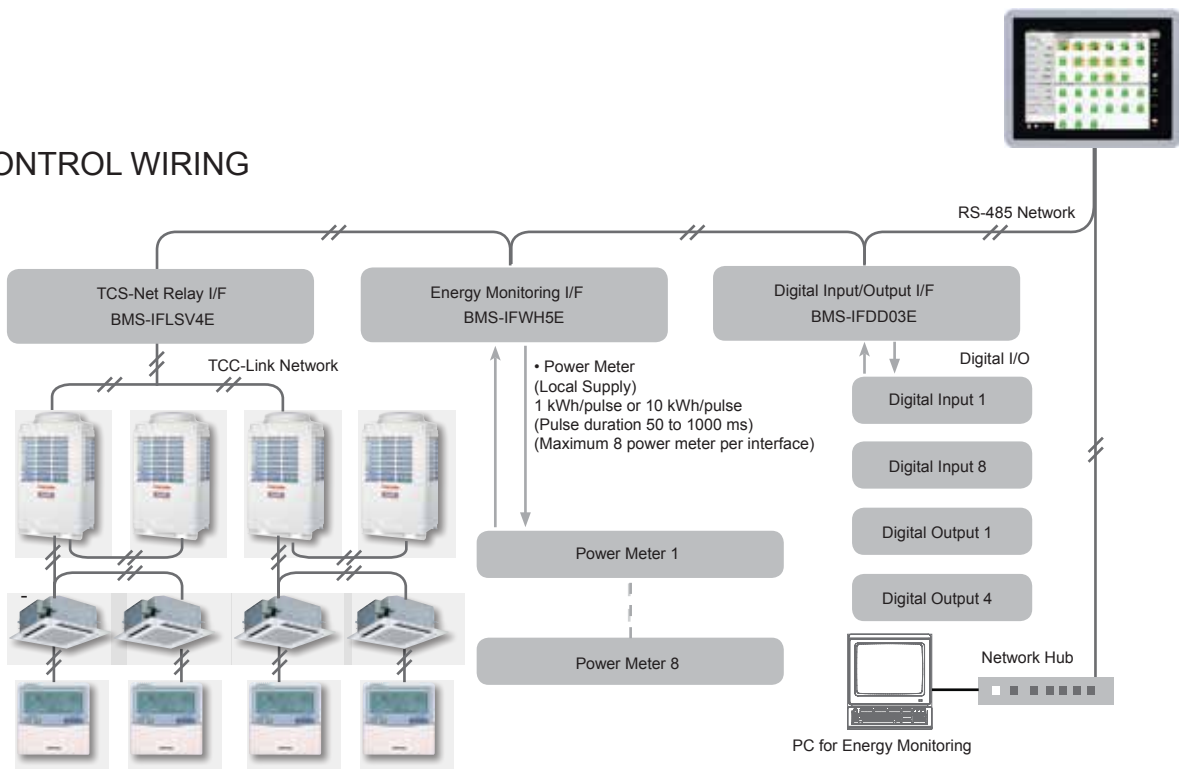 ONTROL WIRING
RS-485 Network
TCS-Net Relay I/F
BMS-IFLSV4E
Energy Monitoring I/F
BMS-IFWH5E
Digital Input/Output I/F
BMS-IFDD03E
TCC-Link Network
• Power Meter
(Local Supply)
1 kWh/pulse or 10 kWh/pulse
(Pulse duration 50 to 1000 ms)
(Maximum 8 power meter per interface)
Digital I/O
Digital Input 1
Digital Input 8
Digital Output 1
Digital Output 4
Power Meter 1
Power Meter 8
Network Hub
PC for Energy Monitoring